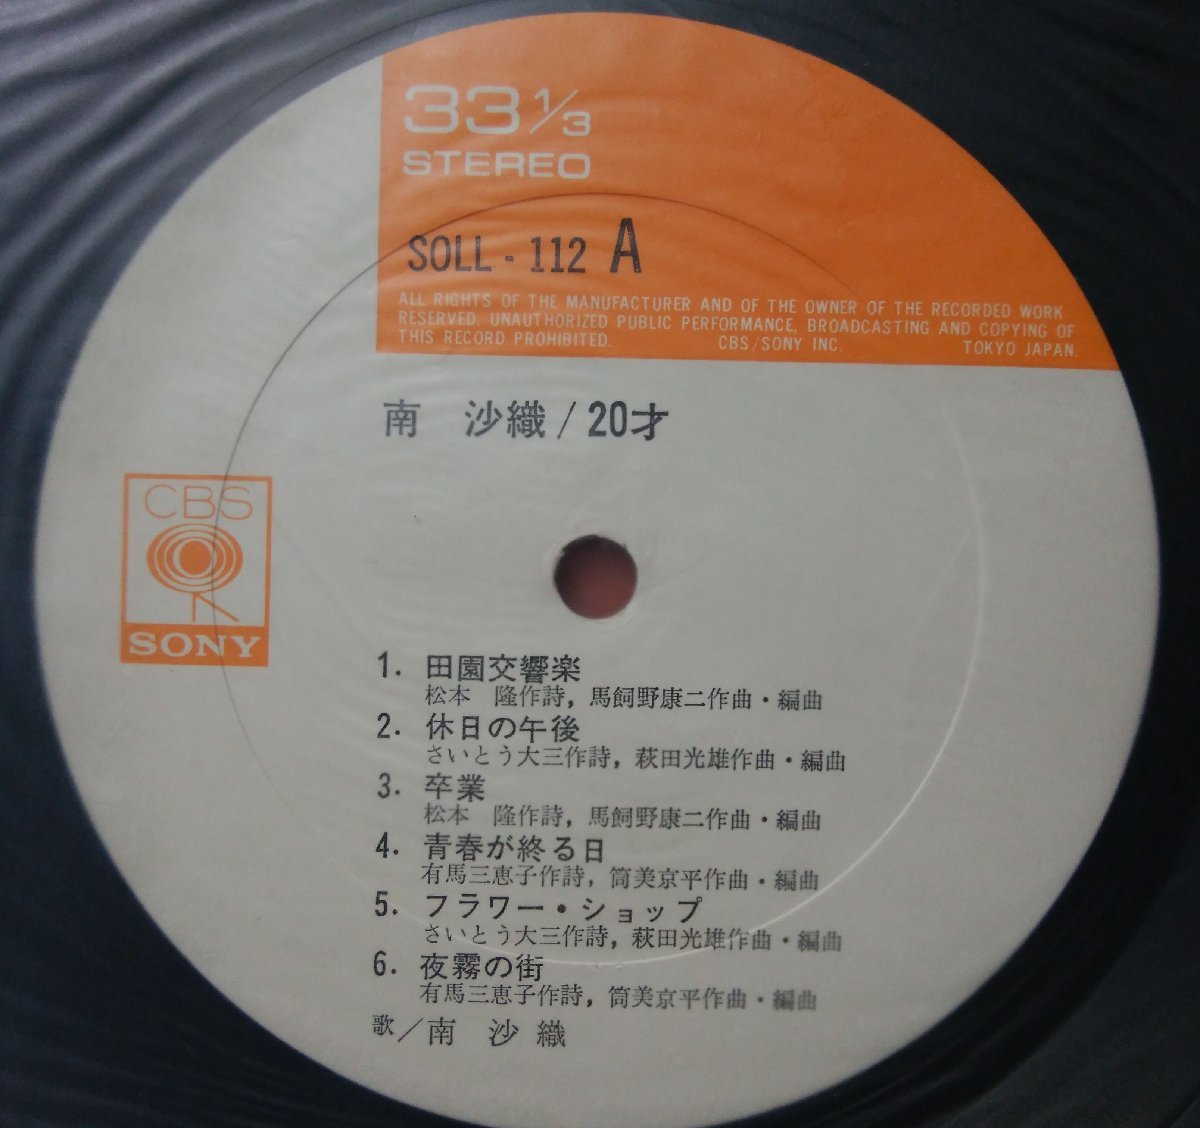 33 1/3
STEREO
SOLL - 112 A
ALL RIGHTS OF THE MANUFACTURER AND OF THE OWNER OF THE RECORDED WORK
RESERVED. UNAUTHORIZED PUBLIC PERFORMANCE, BROADCASTING AND COPYING OF
THIS RECORD PROHIBITED. CBS/SONY INC. TOKYO JAPAN.
南 沙織/20才
CBS
SONY
1. 田園交響楽
松本 隆作詩, 馬飼野康二作曲・編曲
2. 休日の午後
さいとう大三作詩, 萩田光雄作曲・編曲
3. 卒業
松本 隆作詩, 馬飼野康二作曲・編曲
4. 青春が終る日
有馬三恵子作詩, 筒美京平作曲・編曲
5. フラワー・ショップ
さいとう大三作詩, 萩田光雄作曲・編曲
6. 夜霧の街
有馬三恵子作詩, 筒美京平作曲・編曲
歌/南 沙織